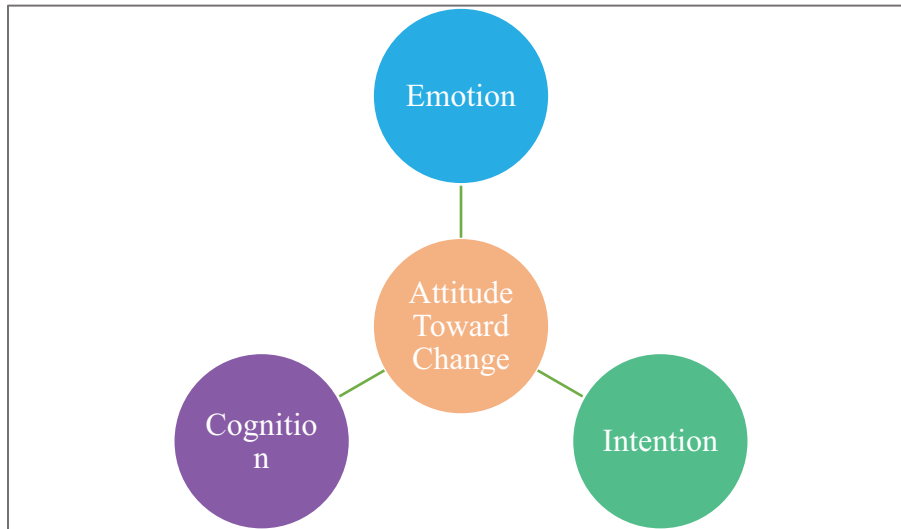 Emotion
Attitude
Toward
Change
Cognitio
n
Intention